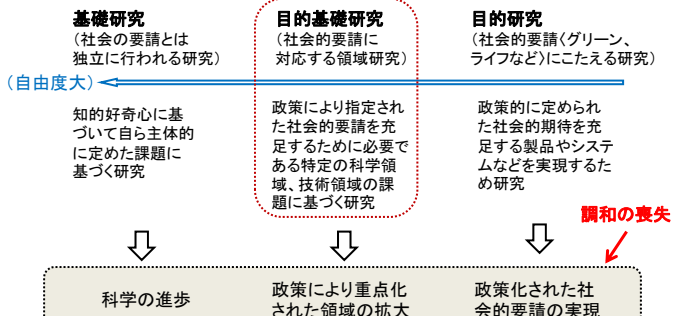 基礎研究
(社会の要請とは
独立に行われる研究)
目的基礎研究
(社会的要請に
対応する領域研究)
目的研究
(社会的要請〈グリーン、
ライフなど〉にこたえる研究)
(自由度大)
知的好奇心に基
づいて自ら主体的
に定めた課題に
基づく研究
政策により指定され
た社会的要請を充
足するために必要で
ある特定の科学領
域、技術領域の課
題に基づく研究
政策的に定められ
た社会的期待を充
足する製品やシステ
ムなどを実現するた
め研究
調和の喪失
科学の進歩
政策により重点化
された領域の拡大
政策化された社
会的要請の実現